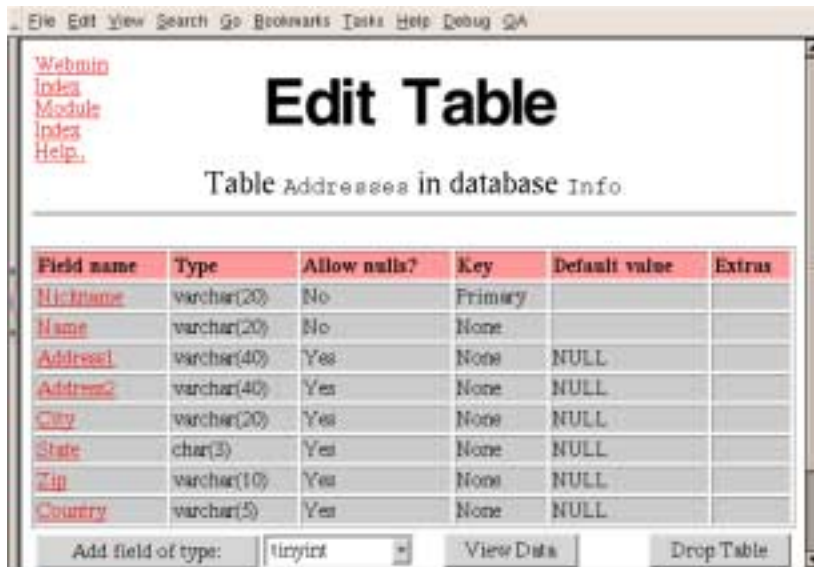 File Edit View Search Go Bookmarks Tasks Help Debug QA
Webmin
Index
Module
Index
Help..
Edit Table
Table Addresses in database Info
Field name Type Allow nulls? Key Default value Extras
Nickname varchar(20) No Primary
Name varchar(20) No None
Address1 varchar(40) Yes None NULL
Address2 varchar(40) Yes None NULL
City varchar(20) Yes None NULL
State char(3) Yes None NULL
Zip varchar(10) Yes None NULL
Country varchar(5) Yes None NULL
Add field of type: tinyint View Data Drop Table